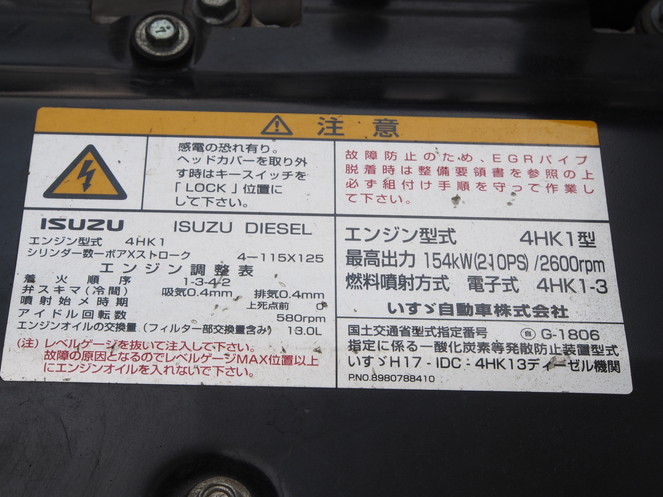 ⚠ 注意
感電の恐れ有り。
ヘッドカバーを取り外
す時はキースイッチを
「LOCK」位置に
して下さい。
故障防止のため、EGRパイプ
脱着時は整備要領書を参照の上
必ず組付け手順を守って作業し
て下さい。
ISUZU ISUZU DIESEL
エンジン型式 4HK1
シリンダー数−ボアXストローク 4−115X125
エンジン調整表
着火順序 1-3-4-2
弁スキマ(冷間) 吸気0.4mm 排気0.4mm
噴射始メ時期 上死点前 0
アイドル回転数 580rpm
エンジンオイルの交換量(フィルター部交換量含み) 13.0L
(注)レベルゲージを抜いて注入して下さい。
故障の原因となるのでレベルゲージMAX位置以上
にエンジンオイルを入れないで下さい。
エンジン型式 4HK1型
最高出力 154kW(210PS)/2600rpm
燃料噴射方式 電子式 4HK1-3
いすゞ自動車株式会社
国土交通省型式指定番号 G-1806
指定に係る一酸化炭素等発散防止装置型式
いすゞH17-IDC-4HK13ディーゼル機関
P.NO.8980788410